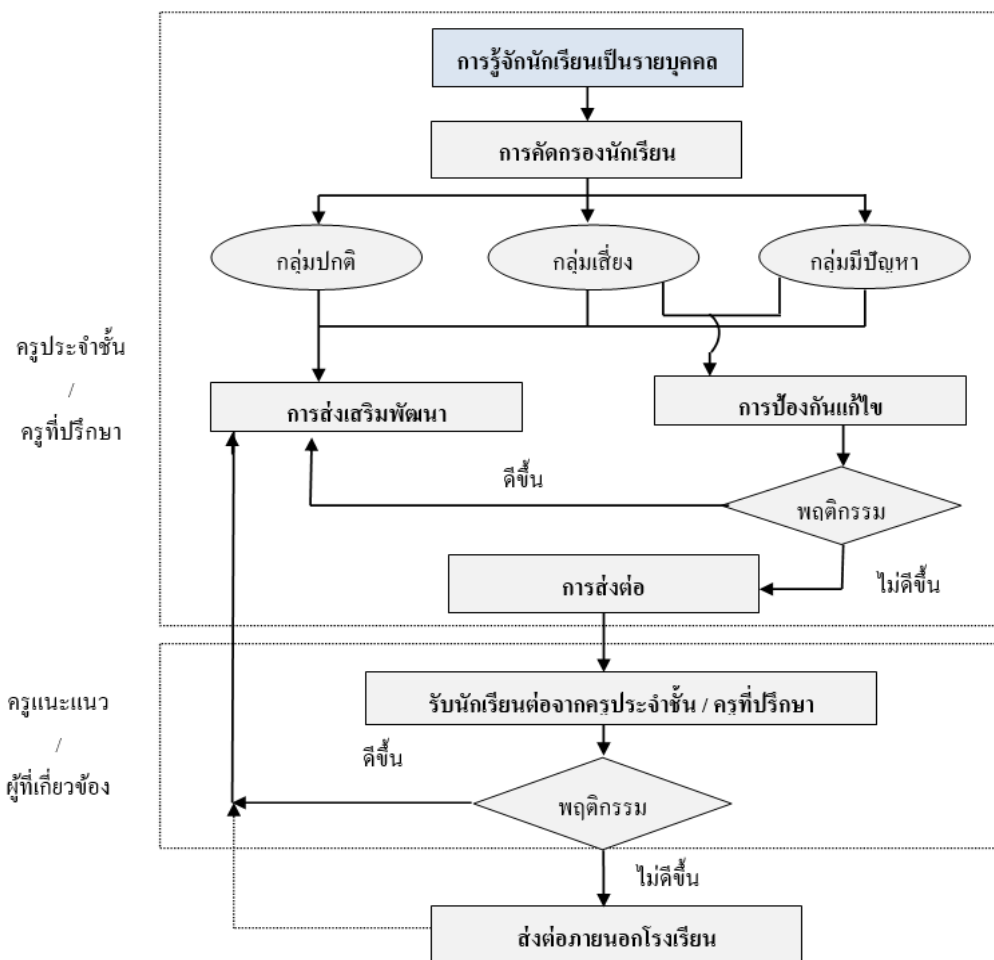 การรู้จักนักเรียนเป็นรายบุคคล
การคัดกรองนักเรียน
กลุ่มปกติ
กลุ่มเสี่ยง
กลุ่มมีปัญหา
ครูประจำชั้น
/
ครูที่ปรึกษา
การส่งเสริมพัฒนา
การป้องกันแก้ไข
ดีขึ้น
พฤติกรรม
ไม่ดีขึ้น
การส่งต่อ
ครูแนะแนว
/
ผู้ที่เกี่ยวข้อง
รับนักเรียนต่อจากครูประจำชั้น / ครูที่ปรึกษา
ดีขึ้น
พฤติกรรม
ไม่ดีขึ้น
ส่งต่อภายนอกโรงเรียน